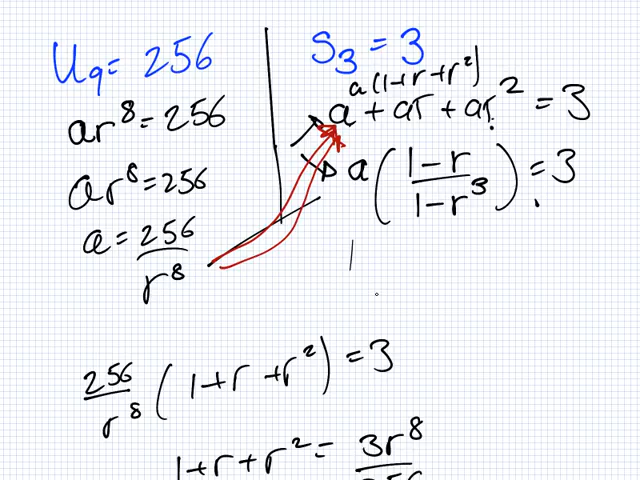 U₉ = 256
ar⁸ = 256
ar⁸ = 256
a = 256/r⁸
S₃ = 3
a(1+r+r²)
a + ar + ar² = 3
a((1-r)/(1-r³)) = 3
256/r⁸ (1+r+r²) = 3
1+r+r² = 3r⁸/256